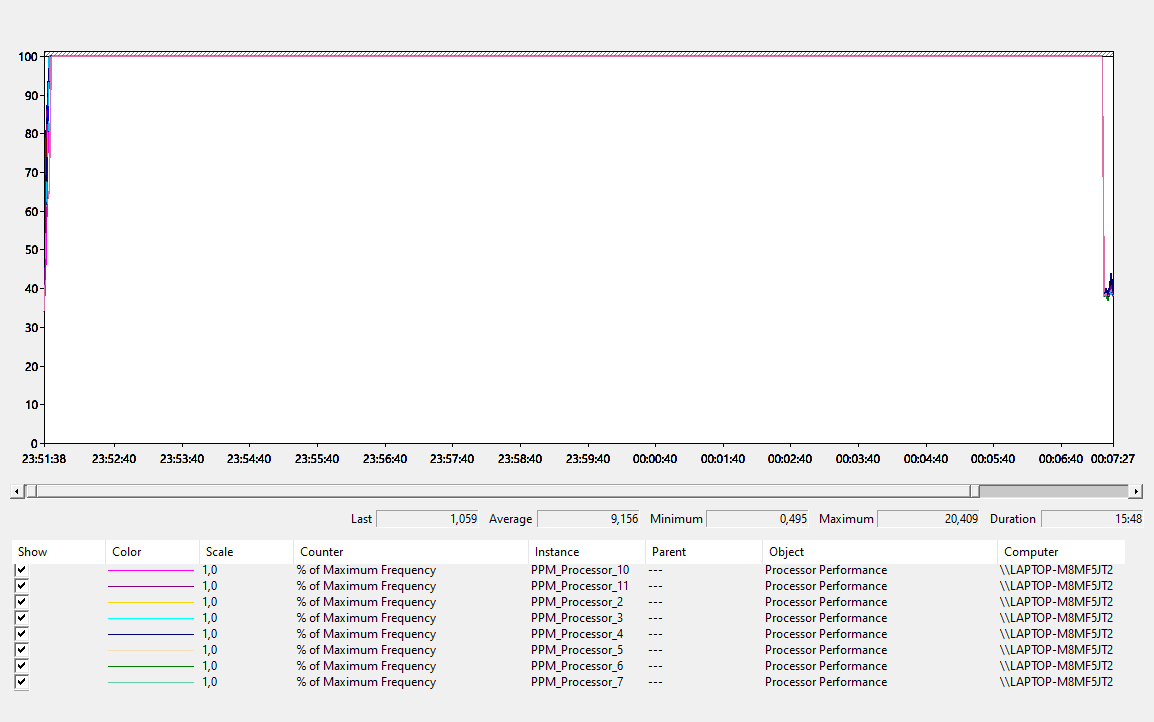 100
90
80
70
60
50
40
30
20
10
0
23:51:38 23:52:40 23:53:40 23:54:40 23:55:40 23:56:40 23:57:40 23:58:40 23:59:40 00:00:40 00:01:40 00:02:40 00:03:40 00:04:40 00:05:40 00:06:40 00:07:27
Last 1,059 Average 9,156 Minimum 0,495 Maximum 20,409 Duration 15:48
Show Color Scale Counter Instance Parent Object Computer
1,0 % of Maximum Frequency PPM_Processor_10 --- Processor Performance \\LAPTOP-M8MF5JT2
1,0 % of Maximum Frequency PPM_Processor_11 --- Processor Performance \\LAPTOP-M8MF5JT2
1,0 % of Maximum Frequency PPM_Processor_2 --- Processor Performance \\LAPTOP-M8MF5JT2
1,0 % of Maximum Frequency PPM_Processor_3 --- Processor Performance \\LAPTOP-M8MF5JT2
1,0 % of Maximum Frequency PPM_Processor_4 --- Processor Performance \\LAPTOP-M8MF5JT2
1,0 % of Maximum Frequency PPM_Processor_5 --- Processor Performance \\LAPTOP-M8MF5JT2
1,0 % of Maximum Frequency PPM_Processor_6 --- Processor Performance \\LAPTOP-M8MF5JT2
1,0 % of Maximum Frequency PPM_Processor_7 --- Processor Performance \\LAPTOP-M8MF5JT2